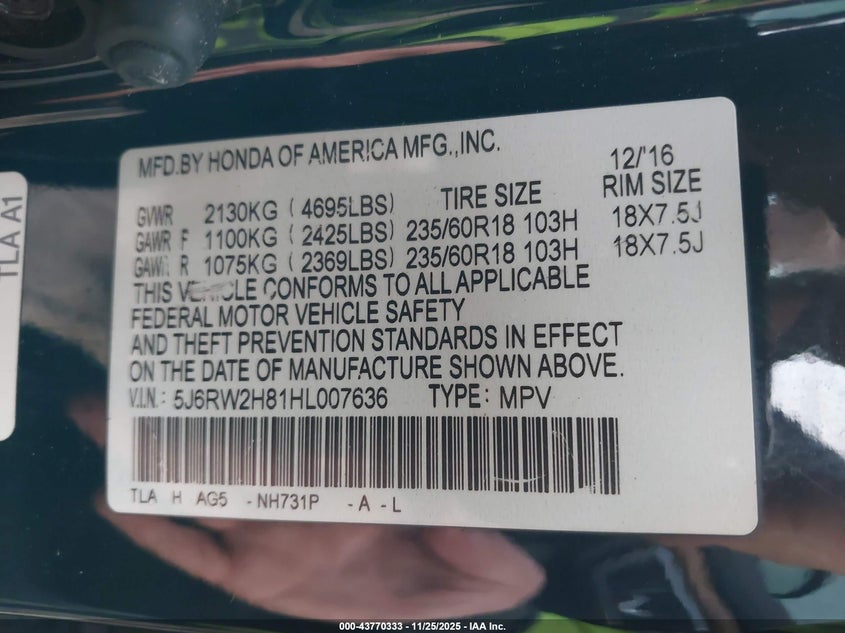 MFD.BY HONDA OF AMERICA MFG.,INC. 12/'16
TIRE SIZE RIM SIZE
GVWR 2130KG ( 4695LBS)
GAWR F 1100KG ( 2425LBS) 235/60R18 103H 18X7.5J
GAWR R 1075KG ( 2369LBS) 235/60R18 103H 18X7.5J
THIS VEHICLE CONFORMS TO ALL APPLICABLE
FEDERAL MOTOR VEHICLE SAFETY
AND THEFT PREVENTION STANDARDS IN EFFECT
ON THE DATE OF MANUFACTURE SHOWN ABOVE.
V.I.N.: 5J6RW2H81HL007636 TYPE: MPV
TLA H AG5 - NH731P - A - L
TLA A1
000-43770333 - 11/25/2025 - IAA Inc.